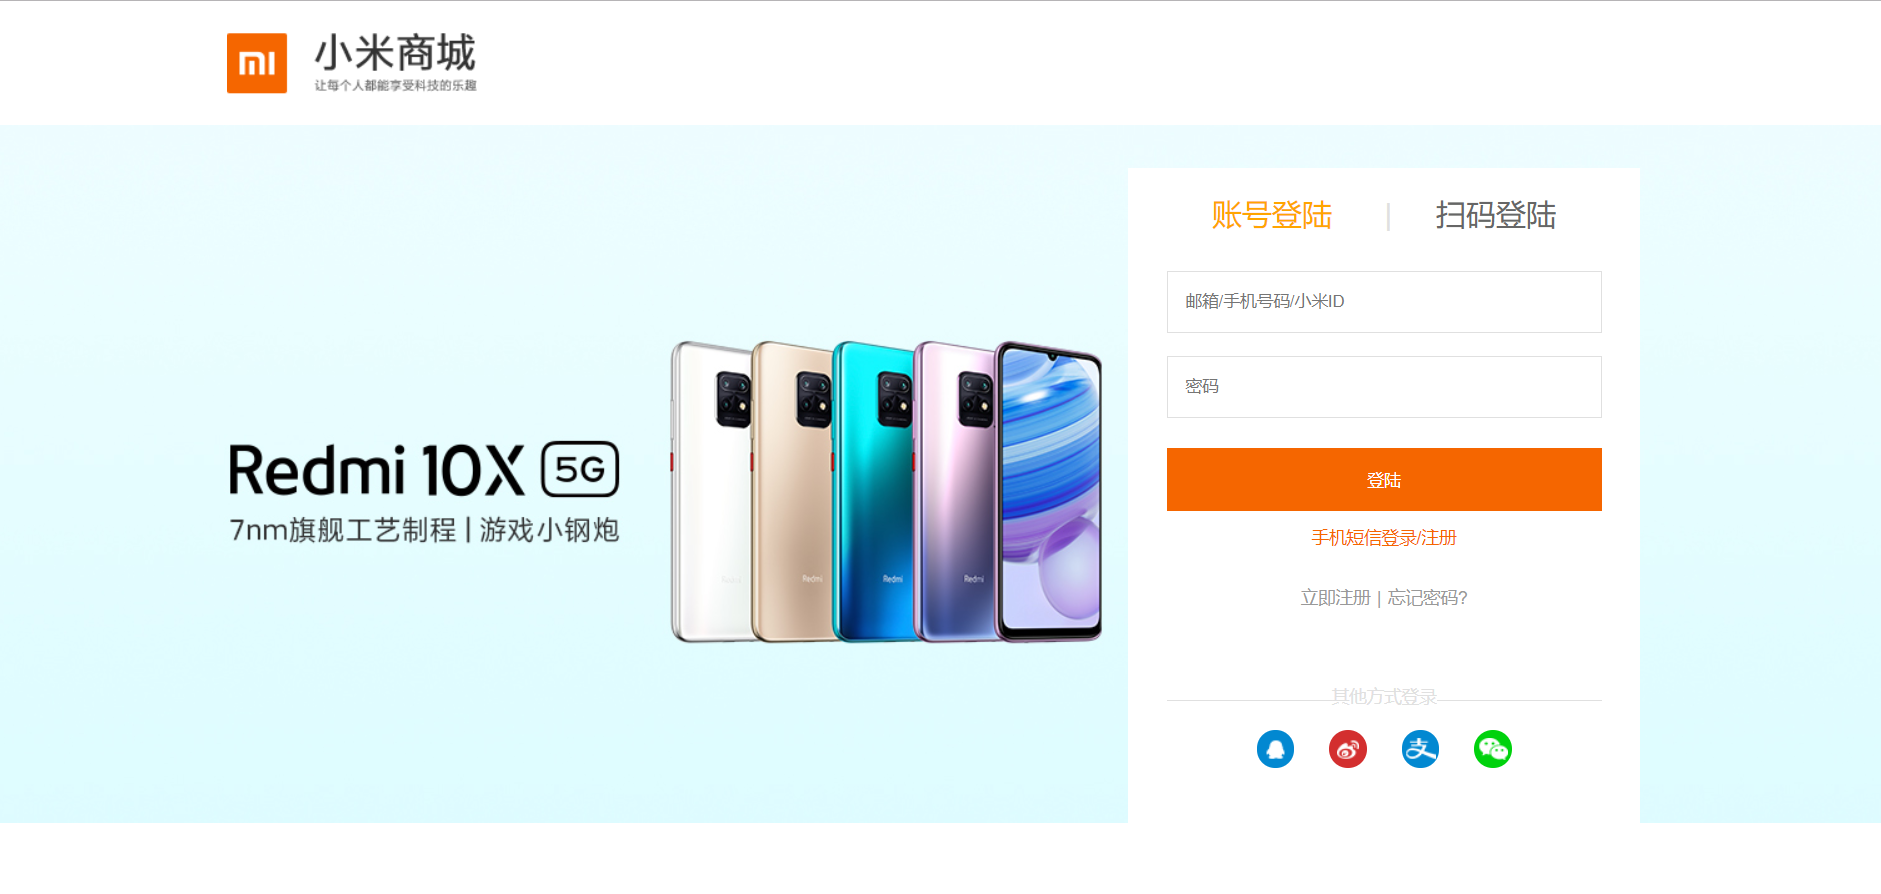 小米商城
让每个人都能享受科技的乐趣
账号登陆 | 扫码登陆
邮箱/手机号码/小米ID
密码
登陆
手机短信登录/注册
立即注册 | 忘记密码?
其他方式登录
Redmi 10X 5G
7nm旗舰工艺制程 | 游戏小钢炮
Redmi Redmi Redmi Redmi